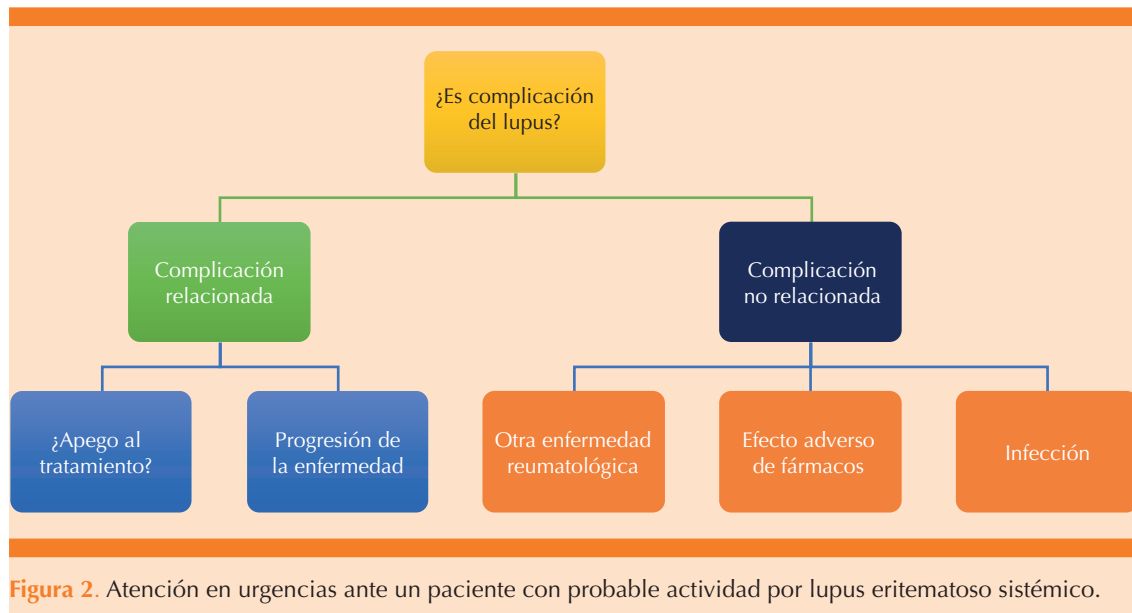 ¿Es complicación
del lupus?
Complicación
relacionada
Complicación
no relacionada
¿Apego al
tratamiento?
Progresión de
la enfermedad
Otra enfermedad
reumatológica
Efecto adverso
de fármacos
Infección
Figura 2. Atención en urgencias ante un paciente con probable actividad por lupus eritematoso sistémico.